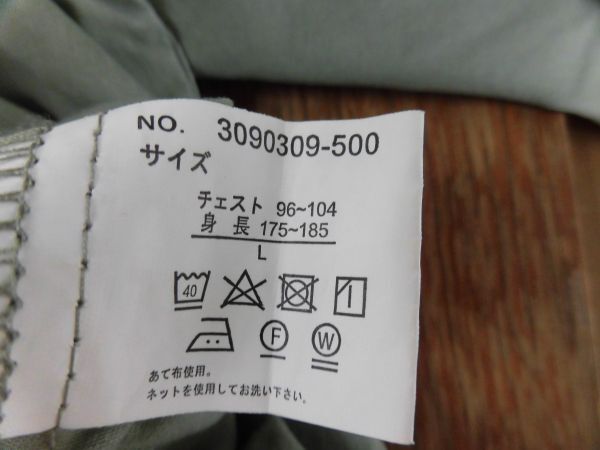 NO. 3090309-500
サイズ
チェスト 96~104
身長 175~185
L
40
F W
あて布使用。
ネットを使用してお洗い下さい。